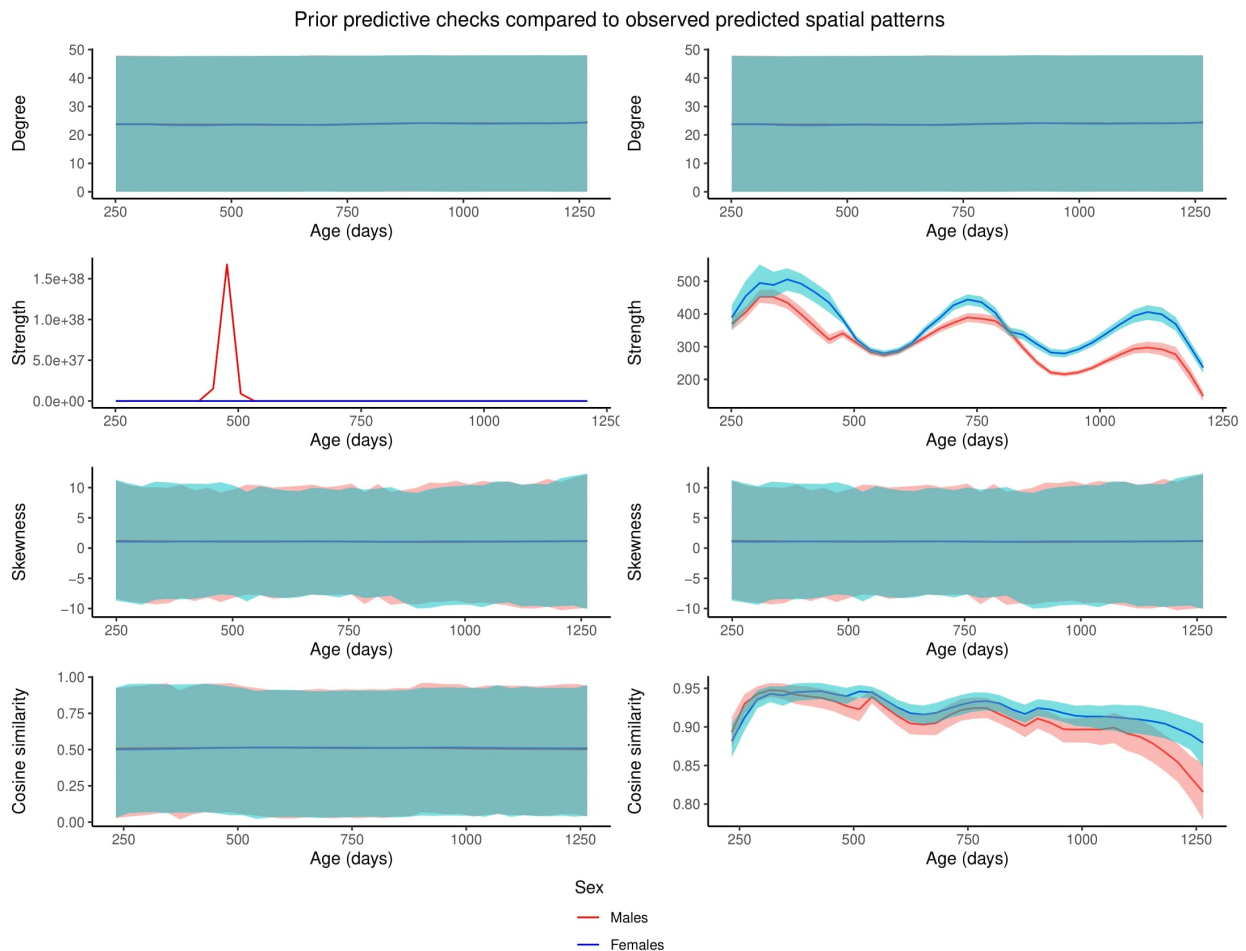 Prior predictive checks compared to observed predicted spatial patterns
Degree
50
40
30
20
10
0
250 500 750 1000 1250
Age (days)
Degree
50
40
30
20
10
0
250 500 750 1000 1250
Age (days)
Strength
1.5e+38
1.0e+38
5.0e+37
0.0e+00
250 500 750 1000 125
Age (days)
Strength
500
400
300
200
250 500 750 1000 1250
Age (days)
Skewness
10
5
0
−5
−10
250 500 750 1000 1250
Age (days)
Skewness
10
5
0
−5
−10
250 500 750 1000 1250
Age (days)
Cosine similarity
1.00
0.75
0.50
0.25
0.00
250 500 750 1000 1250
Age (days)
Cosine similarity
0.95
0.90
0.85
0.80
250 500 750 1000 1250
Age (days)
Sex
Males
Females